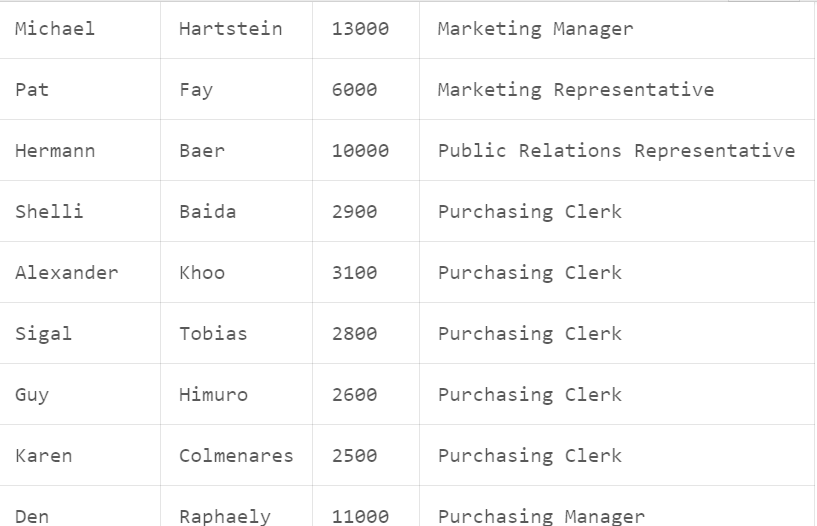 Michael Hartstein 13000 Marketing Manager
Pat Fay 6000 Marketing Representative
Hermann Baer 10000 Public Relations Representative
Shelli Baida 2900 Purchasing Clerk
Alexander Khoo 3100 Purchasing Clerk
Sigal Tobias 2800 Purchasing Clerk
Guy Himuro 2600 Purchasing Clerk
Karen Colmenares 2500 Purchasing Clerk
Den Raphaely 11000 Purchasing Manager